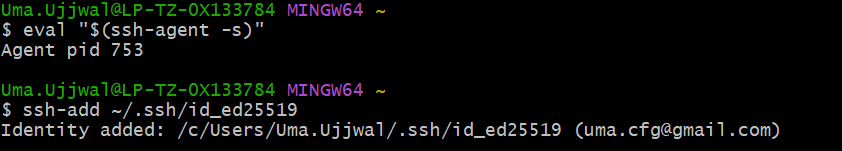 Uma.Ujjwal@LP-TZ-OX133784 MINGW64 ~
$ eval "$(ssh-agent -s)"
Agent pid 753
Uma.Ujjwal@LP-TZ-OX133784 MINGW64 ~
$ ssh-add ~/.ssh/id_ed25519
Identity added: /c/Users/Uma.Ujjwal/.ssh/id_ed25519 (uma.cfg@gmail.com)